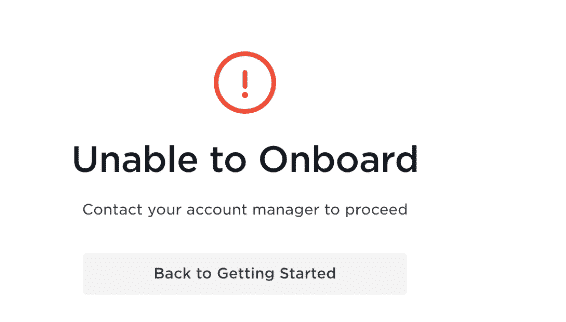 Unable to Onboard
Contact your account manager to proceed
Back to Getting Started